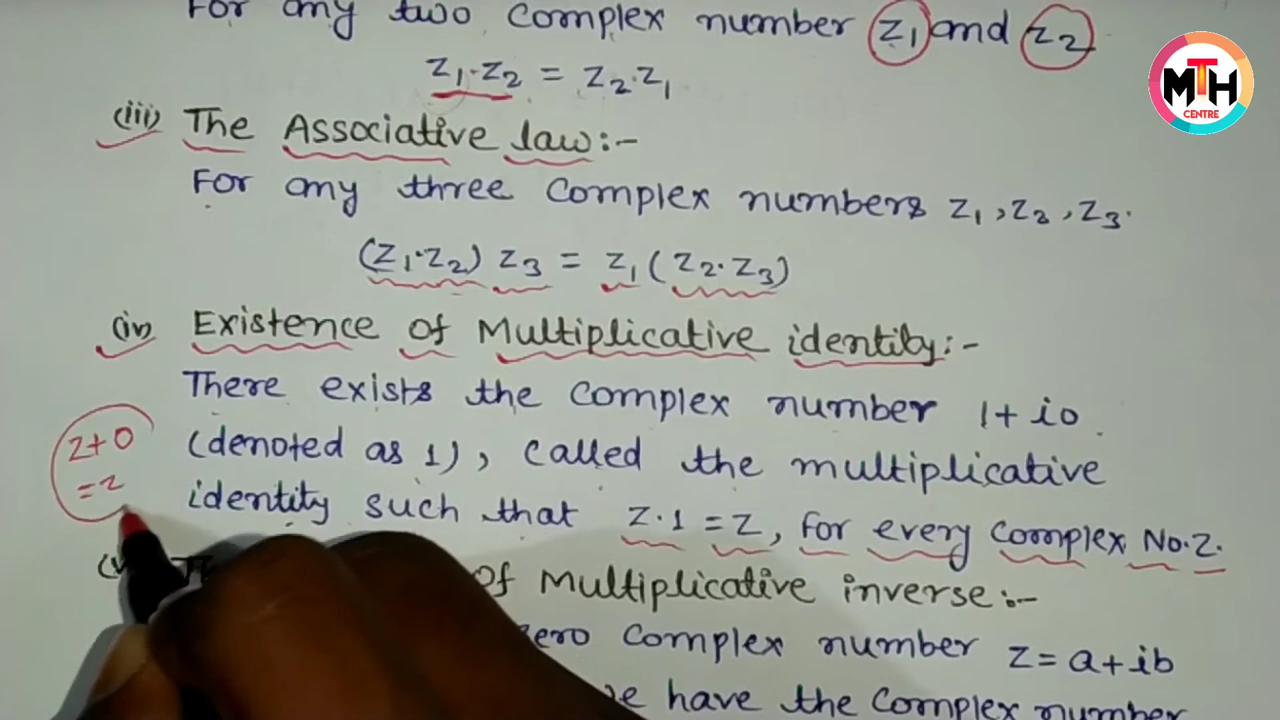 For any two complex number z1 and z2
z1·z2 = z2·z1
MTH
CENTRE
(iii) The Associative law:-
For any three complex numbers z1, z2, z3.
(z1·z2) z3 = z1 (z2·z3)
(iv) Existence of Multiplicative identity:-
There exists the complex number 1+i0
(denoted as 1), called the multiplicative
identity such that z·1 = z, for every complex No. z.
z+0
=z
of Multiplicative inverse:-
zero complex number z=a+ib
have the complex number